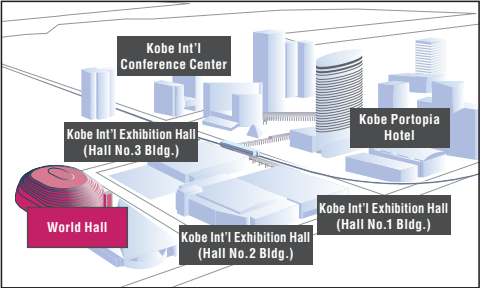 Kobe Int'l
Conference Center
Kobe Portopia
Hotel
Kobe Int'l Exhibition Hall
(Hall No.3 Bldg.)
World Hall
Kobe Int'l Exhibition Hall
(Hall No.1 Bldg.)
Kobe Int'l Exhibition Hall
(Hall No.2 Bldg.)